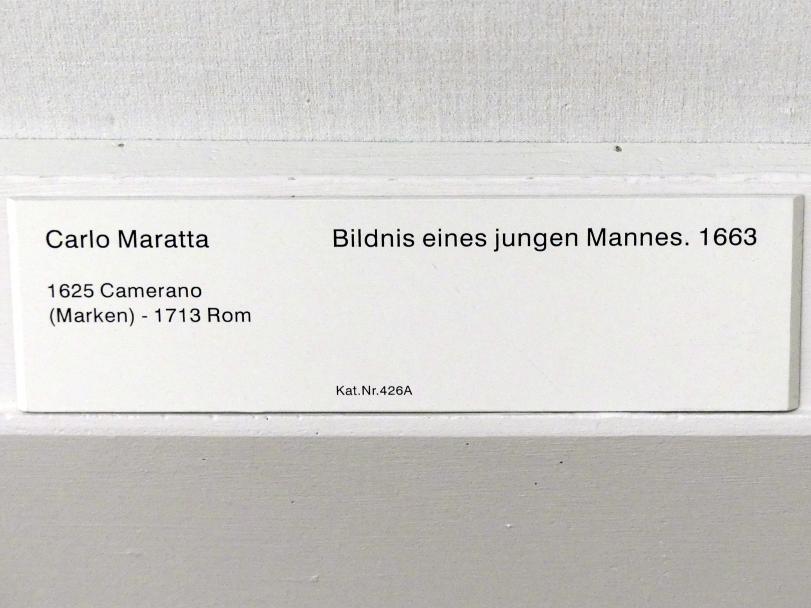 Carlo Maratta
1625 Camerano
(Marken) - 1713 Rom
Bildnis eines jungen Mannes. 1663
Kat.Nr.426A